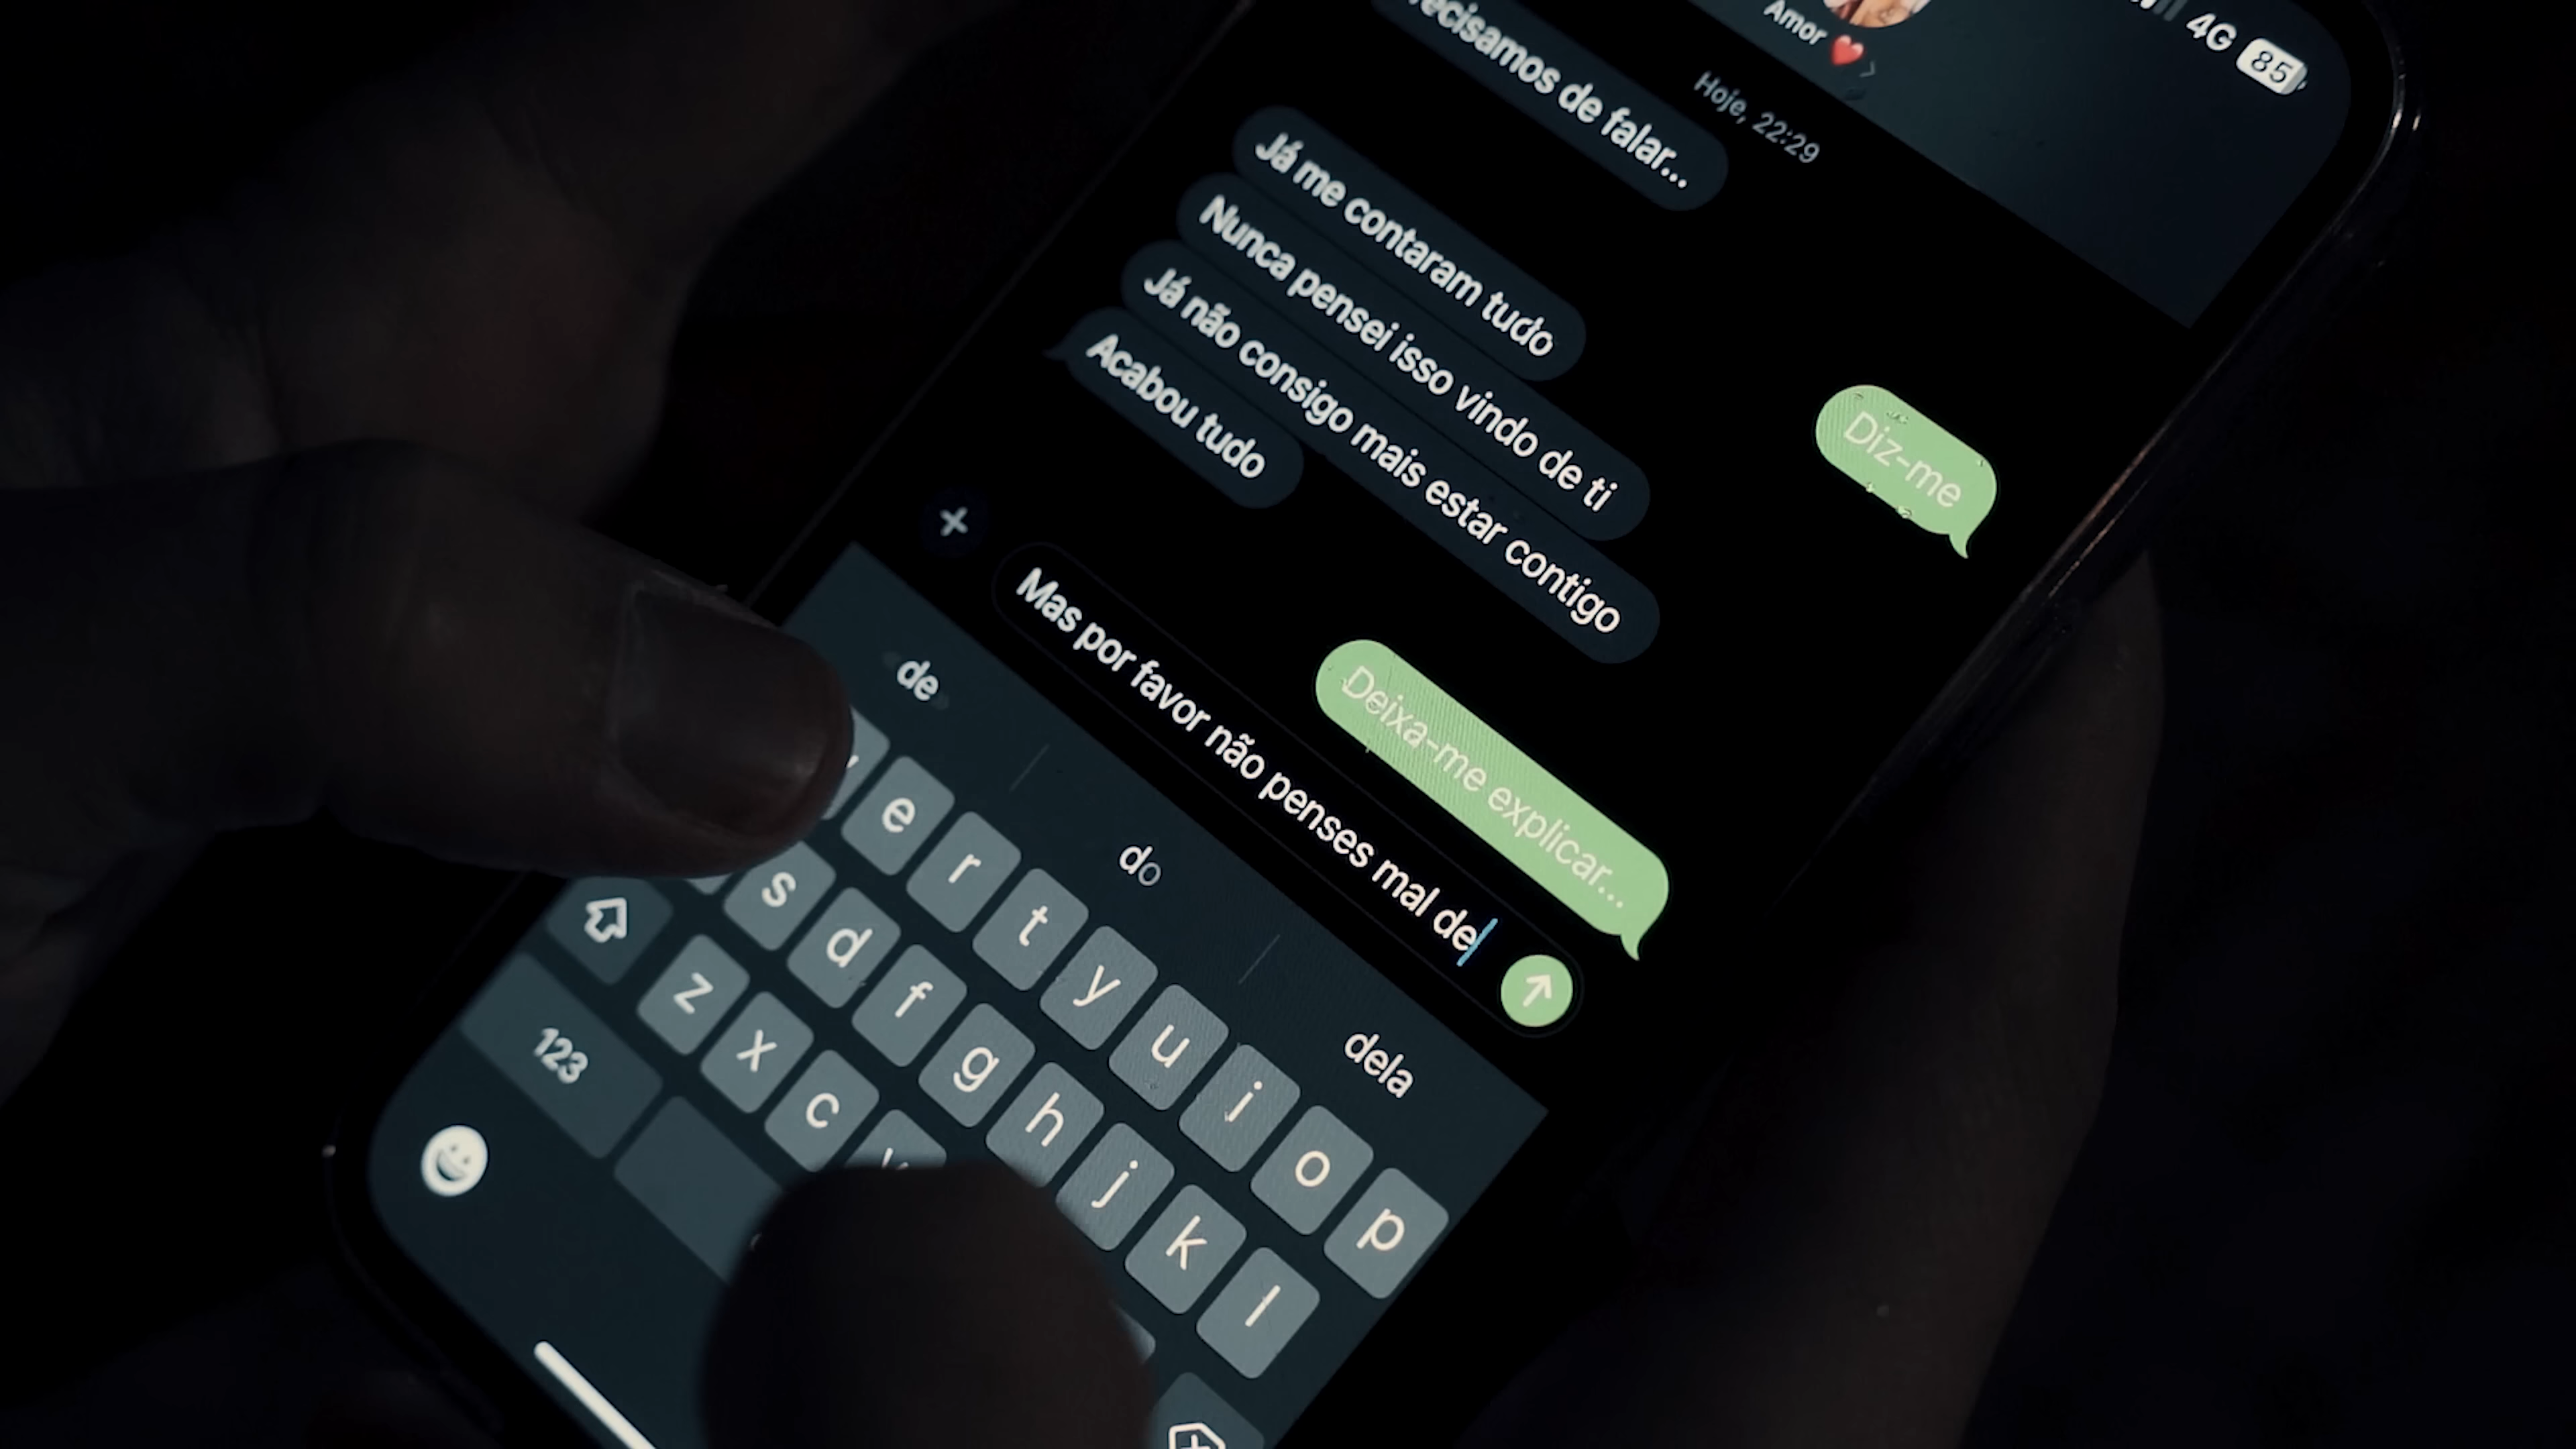 4G
85
Amor ❤️
Hoje, 22:29
recisamos de falar...
Diz-me
Já me contaram tudo
Nunca pensei isso vindo de ti
Já não consigo mais estar contigo
Acabou tudo
Deixa-me explicar...
Mas por favor não penses mal de
de
do
dela
e r t y u i o p
s d f g h j k l
z x c v
123